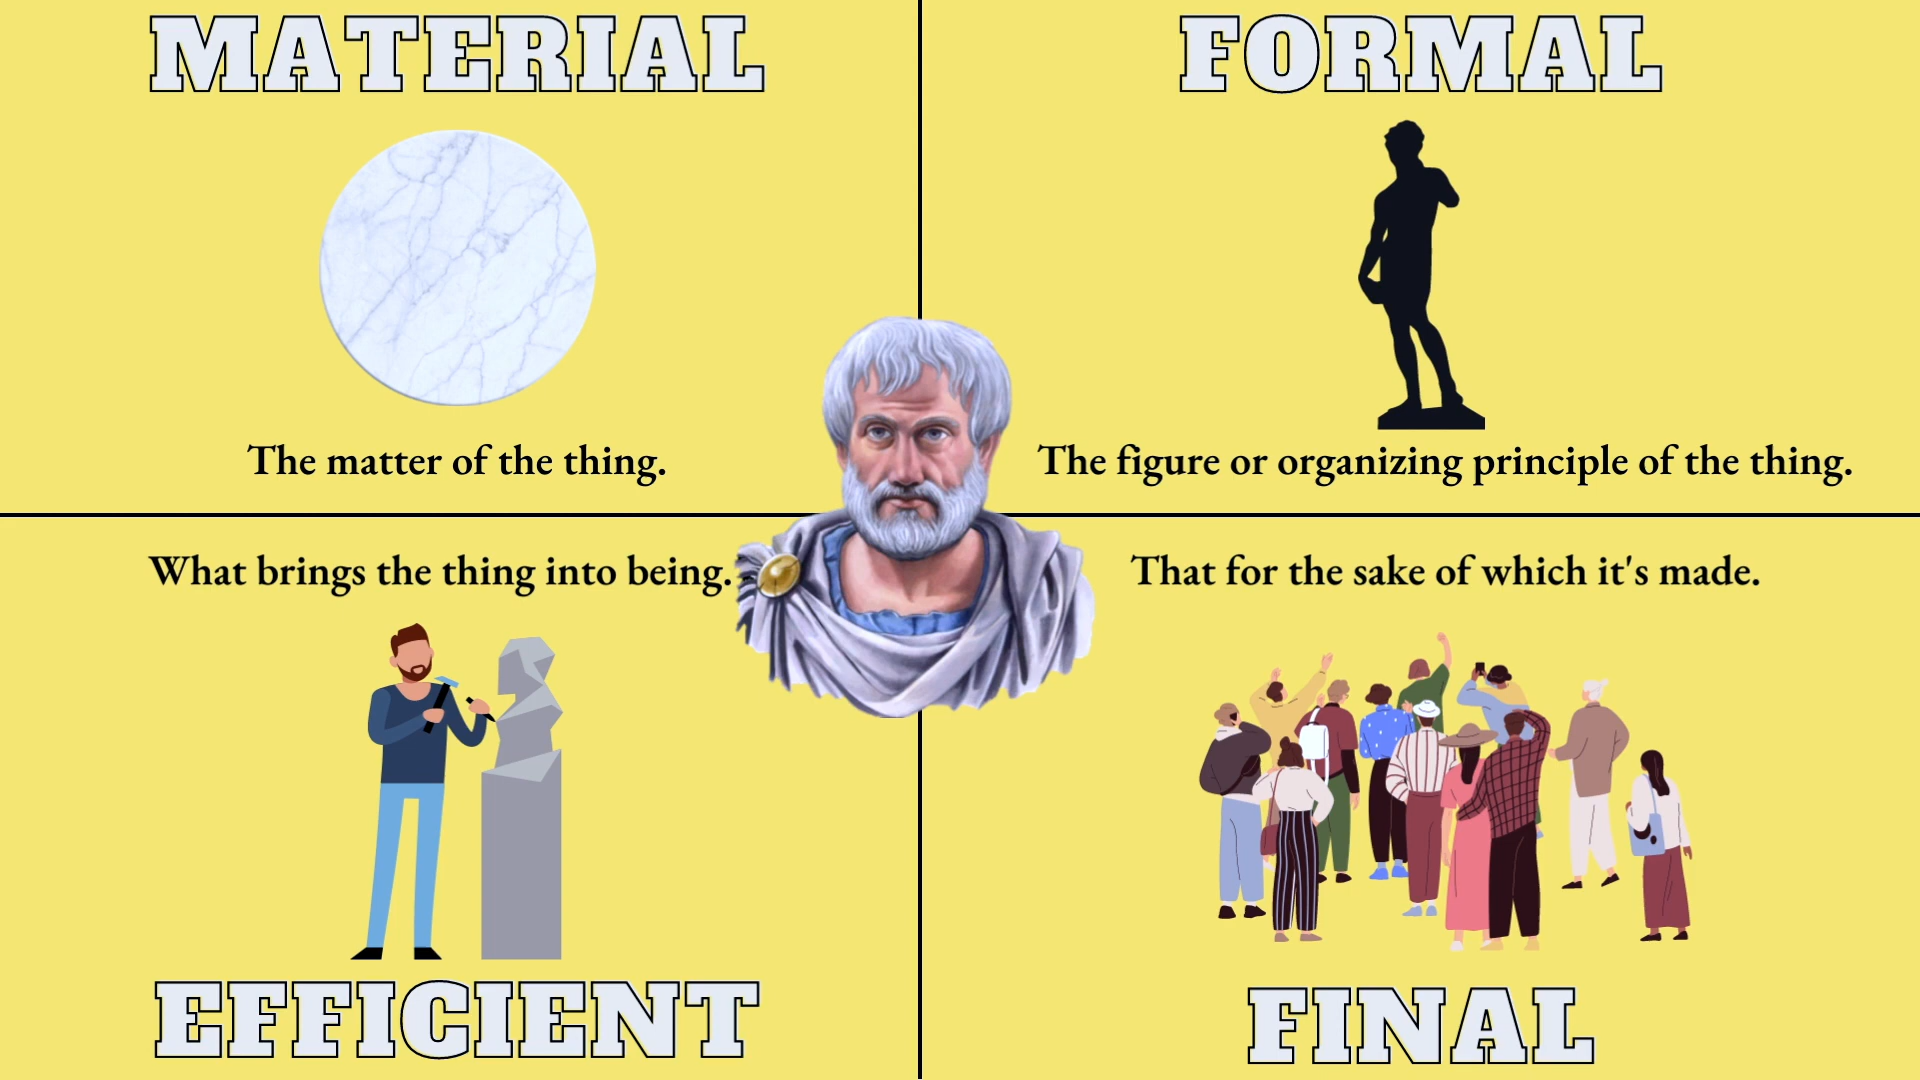 MATERIAL
The matter of the thing.
FORMAL
The figure or organizing principle of the thing.
What brings the thing into being.
EFFICIENT
That for the sake of which it's made.
FINAL